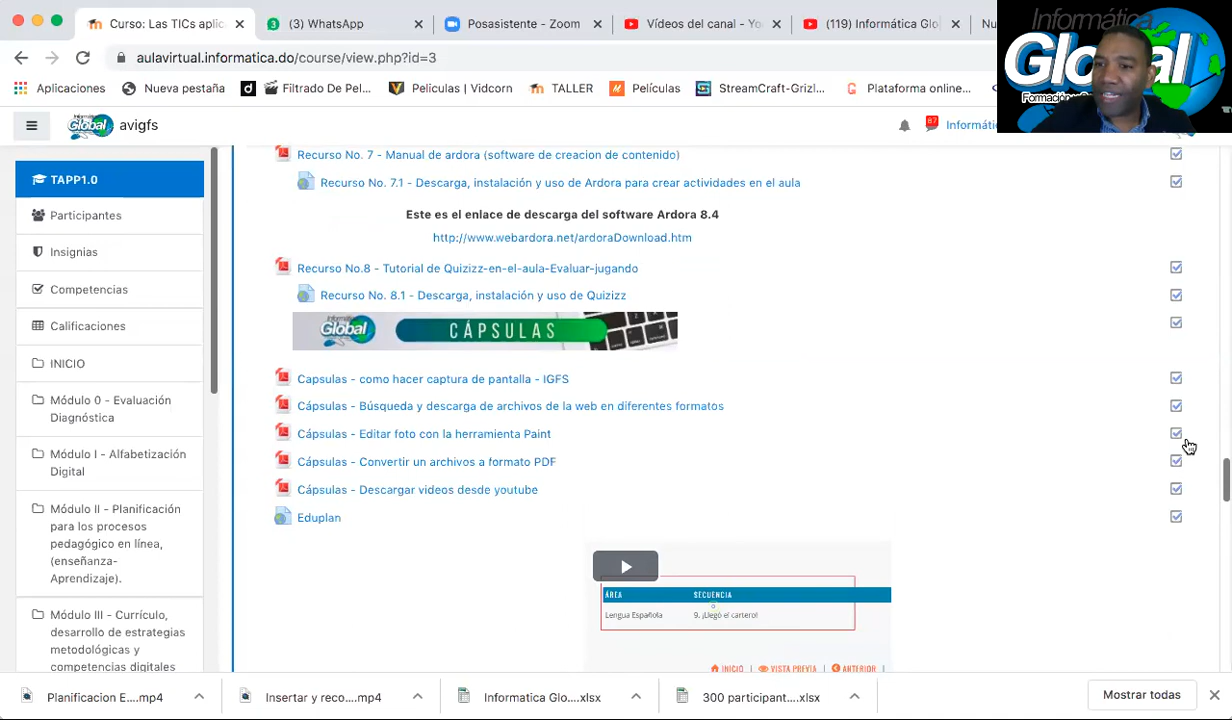 Curso: Las TICs aplic
(3) WhatsApp
Posasistente - Zoom
Vídeos del canal - Yo
(119) Informática Glo
Nu
aulavirtual.informatica.do/course/view.php?id=3
Informática
Global
Aplicaciones
Nueva pestaña
Filtrado De Pel...
Peliculas | Vidcorn
TALLER
Películas
StreamCraft-Grizl...
Plataforma online...
Global
avigfs
87
Informátic
TAPP1.0
Participantes
Insignias
Competencias
Calificaciones
INICIO
Módulo 0 - Evaluación
Diagnóstica
Módulo I - Alfabetización
Digital
Módulo II - Planificación
para los procesos
pedagógico en línea,
(enseñanza-
Aprendizaje).
Módulo III - Currículo,
desarrollo de estrategias
metodológicas y
competencias digitales
Recurso No. 7 - Manual de ardora (software de creacion de contenido)
Recurso No. 7.1 - Descarga, instalación y uso de Ardora para crear actividades en el aula
Este es el enlace de descarga del software Ardora 8.4
http://www.webardora.net/ardoraDownload.htm
Recurso No.8 - Tutorial de Quizizz-en-el-aula-Evaluar-jugando
Recurso No. 8.1 - Descarga, instalación y uso de Quizizz
Global CÁPSULAS
Capsulas - como hacer captura de pantalla - IGFS
Cápsulas - Búsqueda y descarga de archivos de la web en diferentes formatos
Cápsulas - Editar foto con la herramienta Paint
Cápsulas - Convertir un archivos a formato PDF
Cápsulas - Descargar videos desde youtube
Eduplan
ÁREA SECUENCIA
Lengua Española 9. ¡Llegó el cartero!
INICIO | VISTA PREVIA | ANTERIOR |
Planificacion E....mp4
Insertar y reco....mp4
Informatica Glo....xlsx
300 participant....xlsx
Mostrar todas